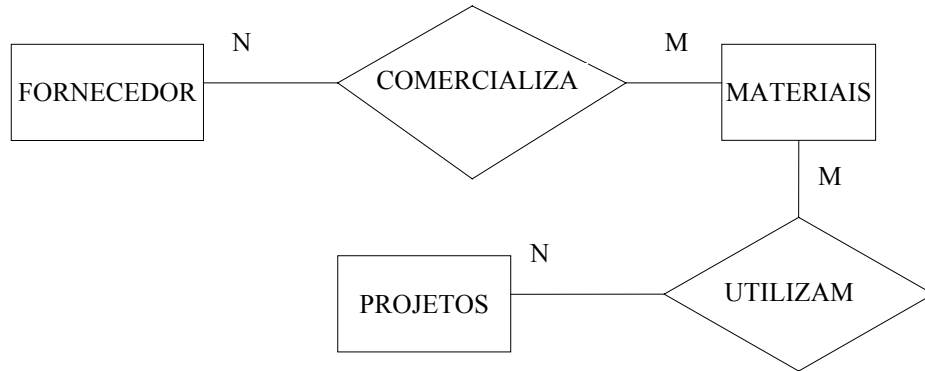 N
M
FORNECEDOR
COMERCIALIZA
MATERIAIS
M
N
PROJETOS
UTILIZAM